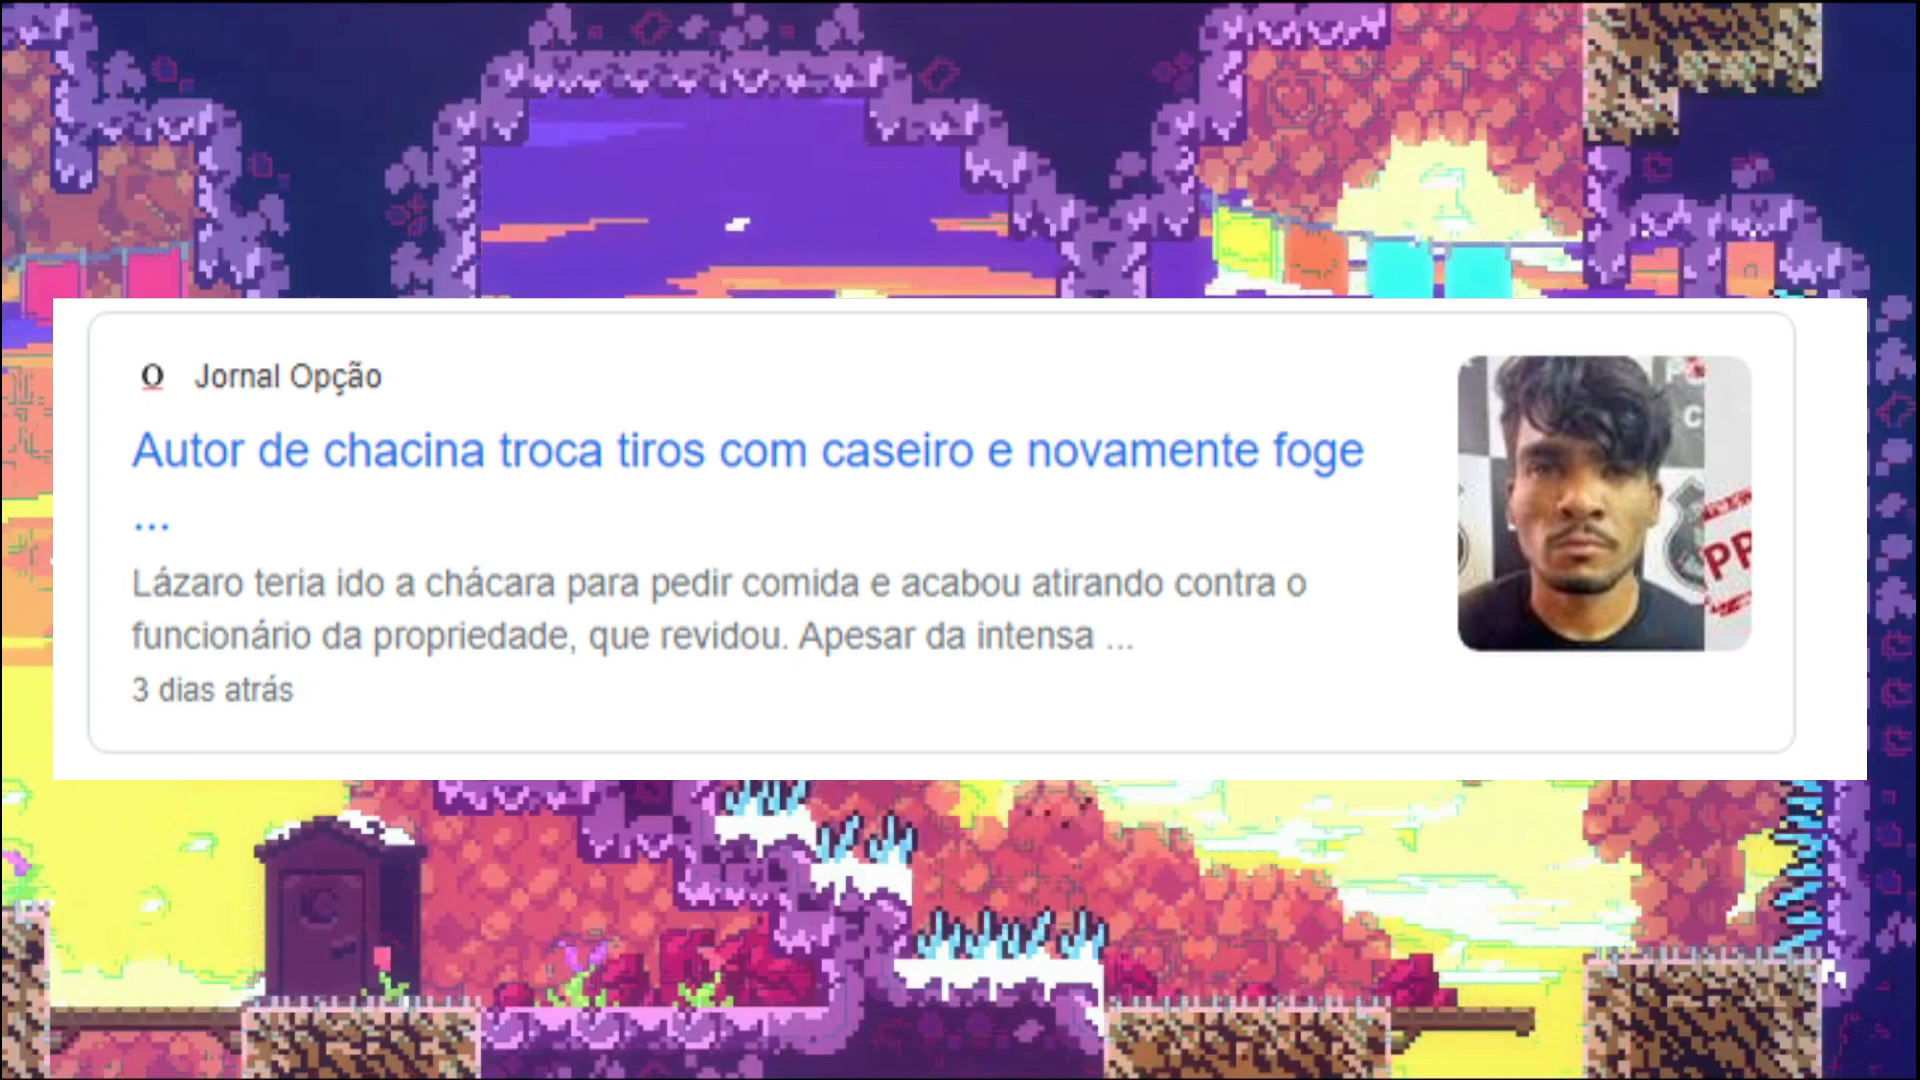 O Jornal Opção
Autor de chacina troca tiros com caseiro e novamente foge
...
Lázaro teria ido a chácara para pedir comida e acabou atirando contra o
funcionário da propriedade, que revidou. Apesar da intensa ...
3 dias atrás
C
PR